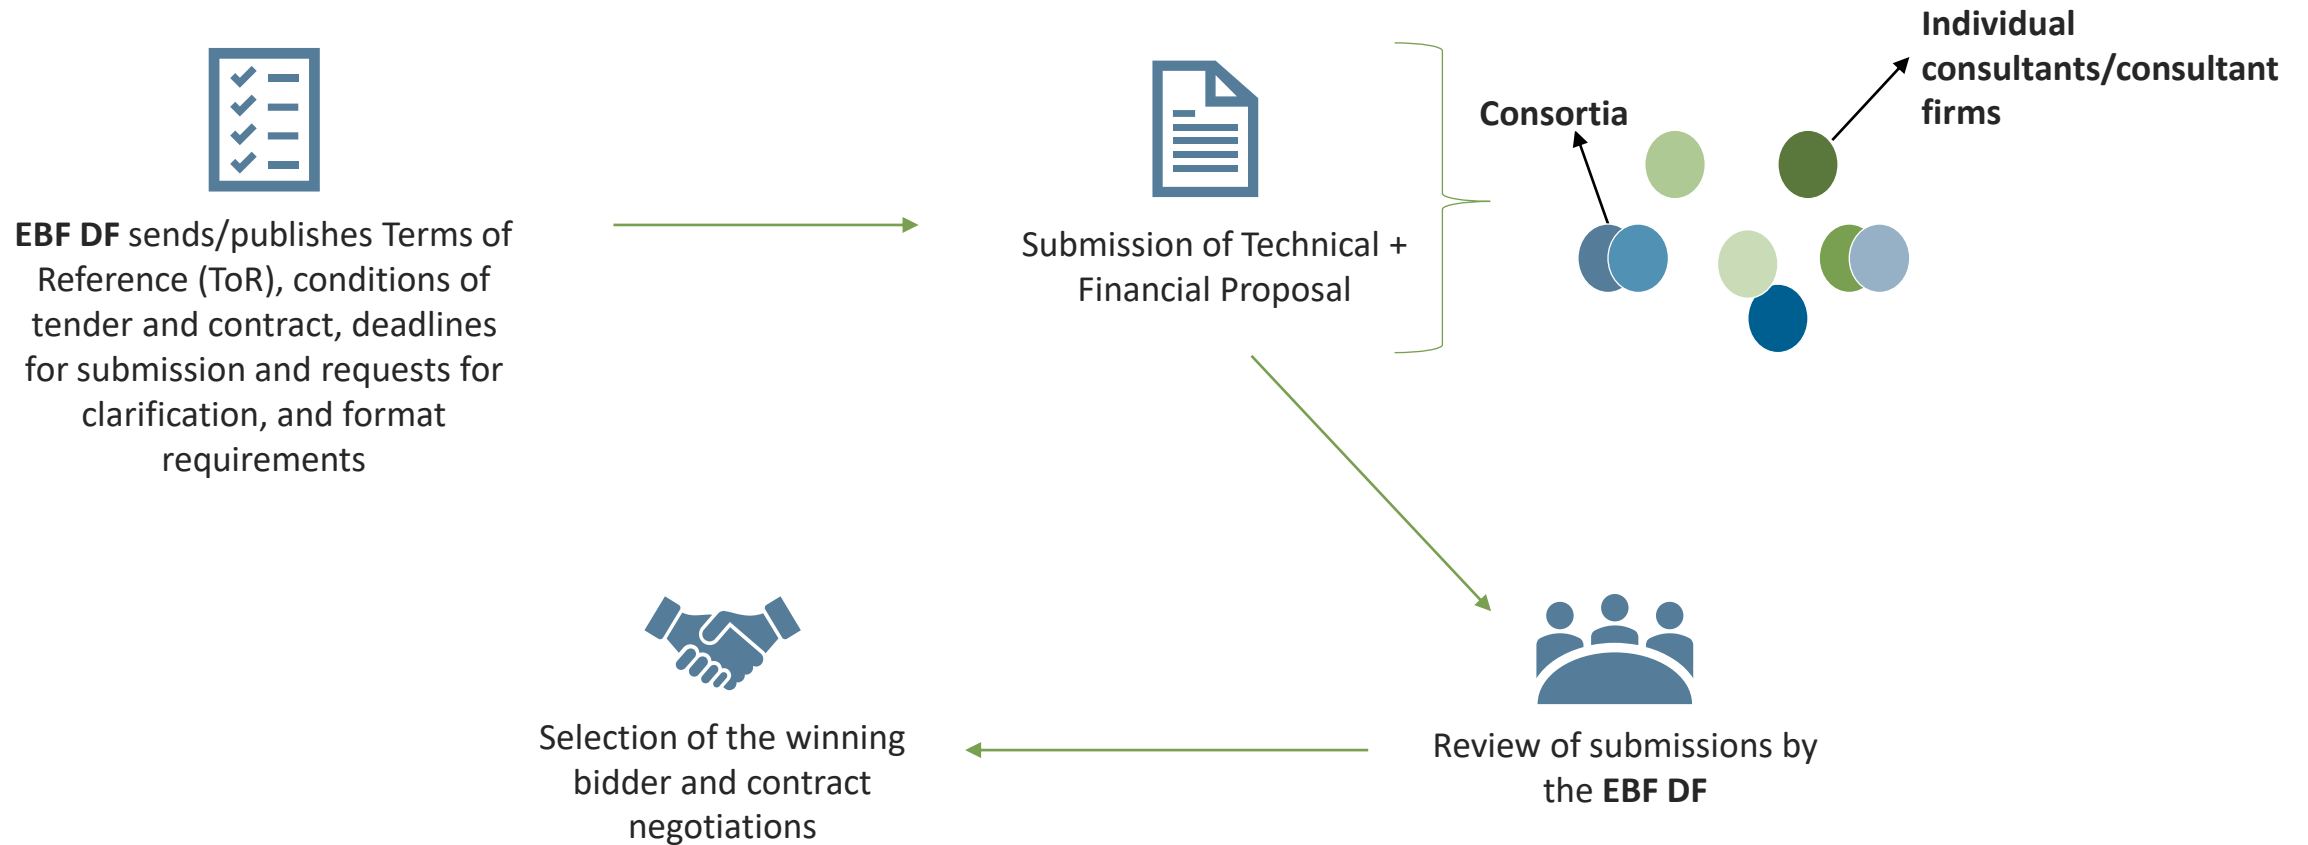 EBF DF sends/publishes Terms of
Reference (ToR), conditions of
tender and contract, deadlines
for submission and requests for
clarification, and format
requirements
Submission of Technical +
Financial Proposal
Consortia
Individual
consultants/consultant
firms
Review of submissions by
the EBF DF
Selection of the winning
bidder and contract
negotiations